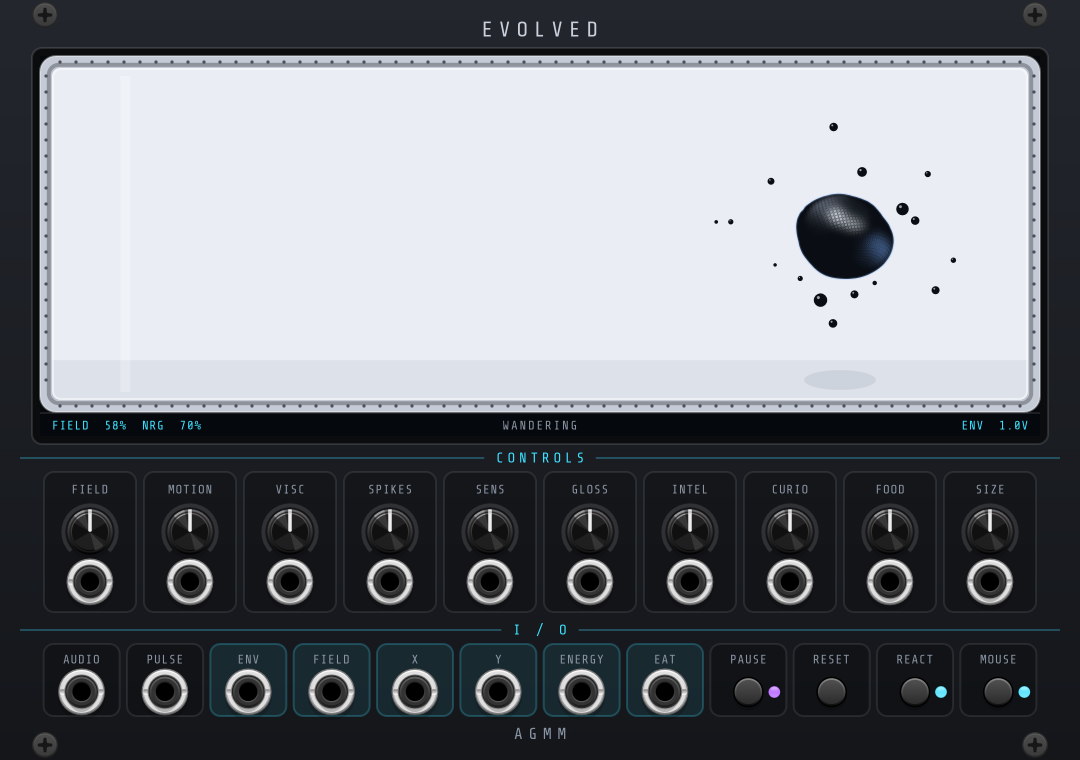 EVOLVED
FIELD 58% NRG 70% WANDERING ENV 1.0V
CONTROLS
FIELD MOTION VISC SPIKES SENS GLOSS INTEL CURIO FOOD SIZE
I / O
AUDIO PULSE ENV FIELD X Y ENERGY EAT PAUSE RESET REACT MOUSE
AGMM